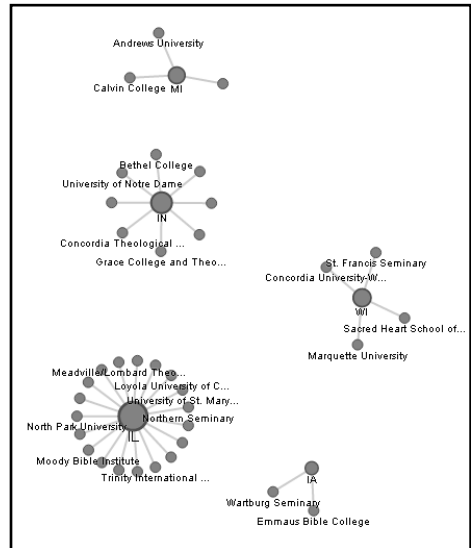 Andrews University
Calvin College
MI
Bethel College
University of Notre Dame
IN
Concordia Theological ...
Grace College and Theo...
St. Francis Seminary
Concordia University-W...
WI
Sacred Heart School of...
Marquette University
Meadville/Lombard Theo...
Loyola University of C...
University of St. Mary...
Northern Seminary
North Park University
IL
Moody Bible Institute
Trinity International ...
IA
Wartburg Seminary
Emmaus Bible College